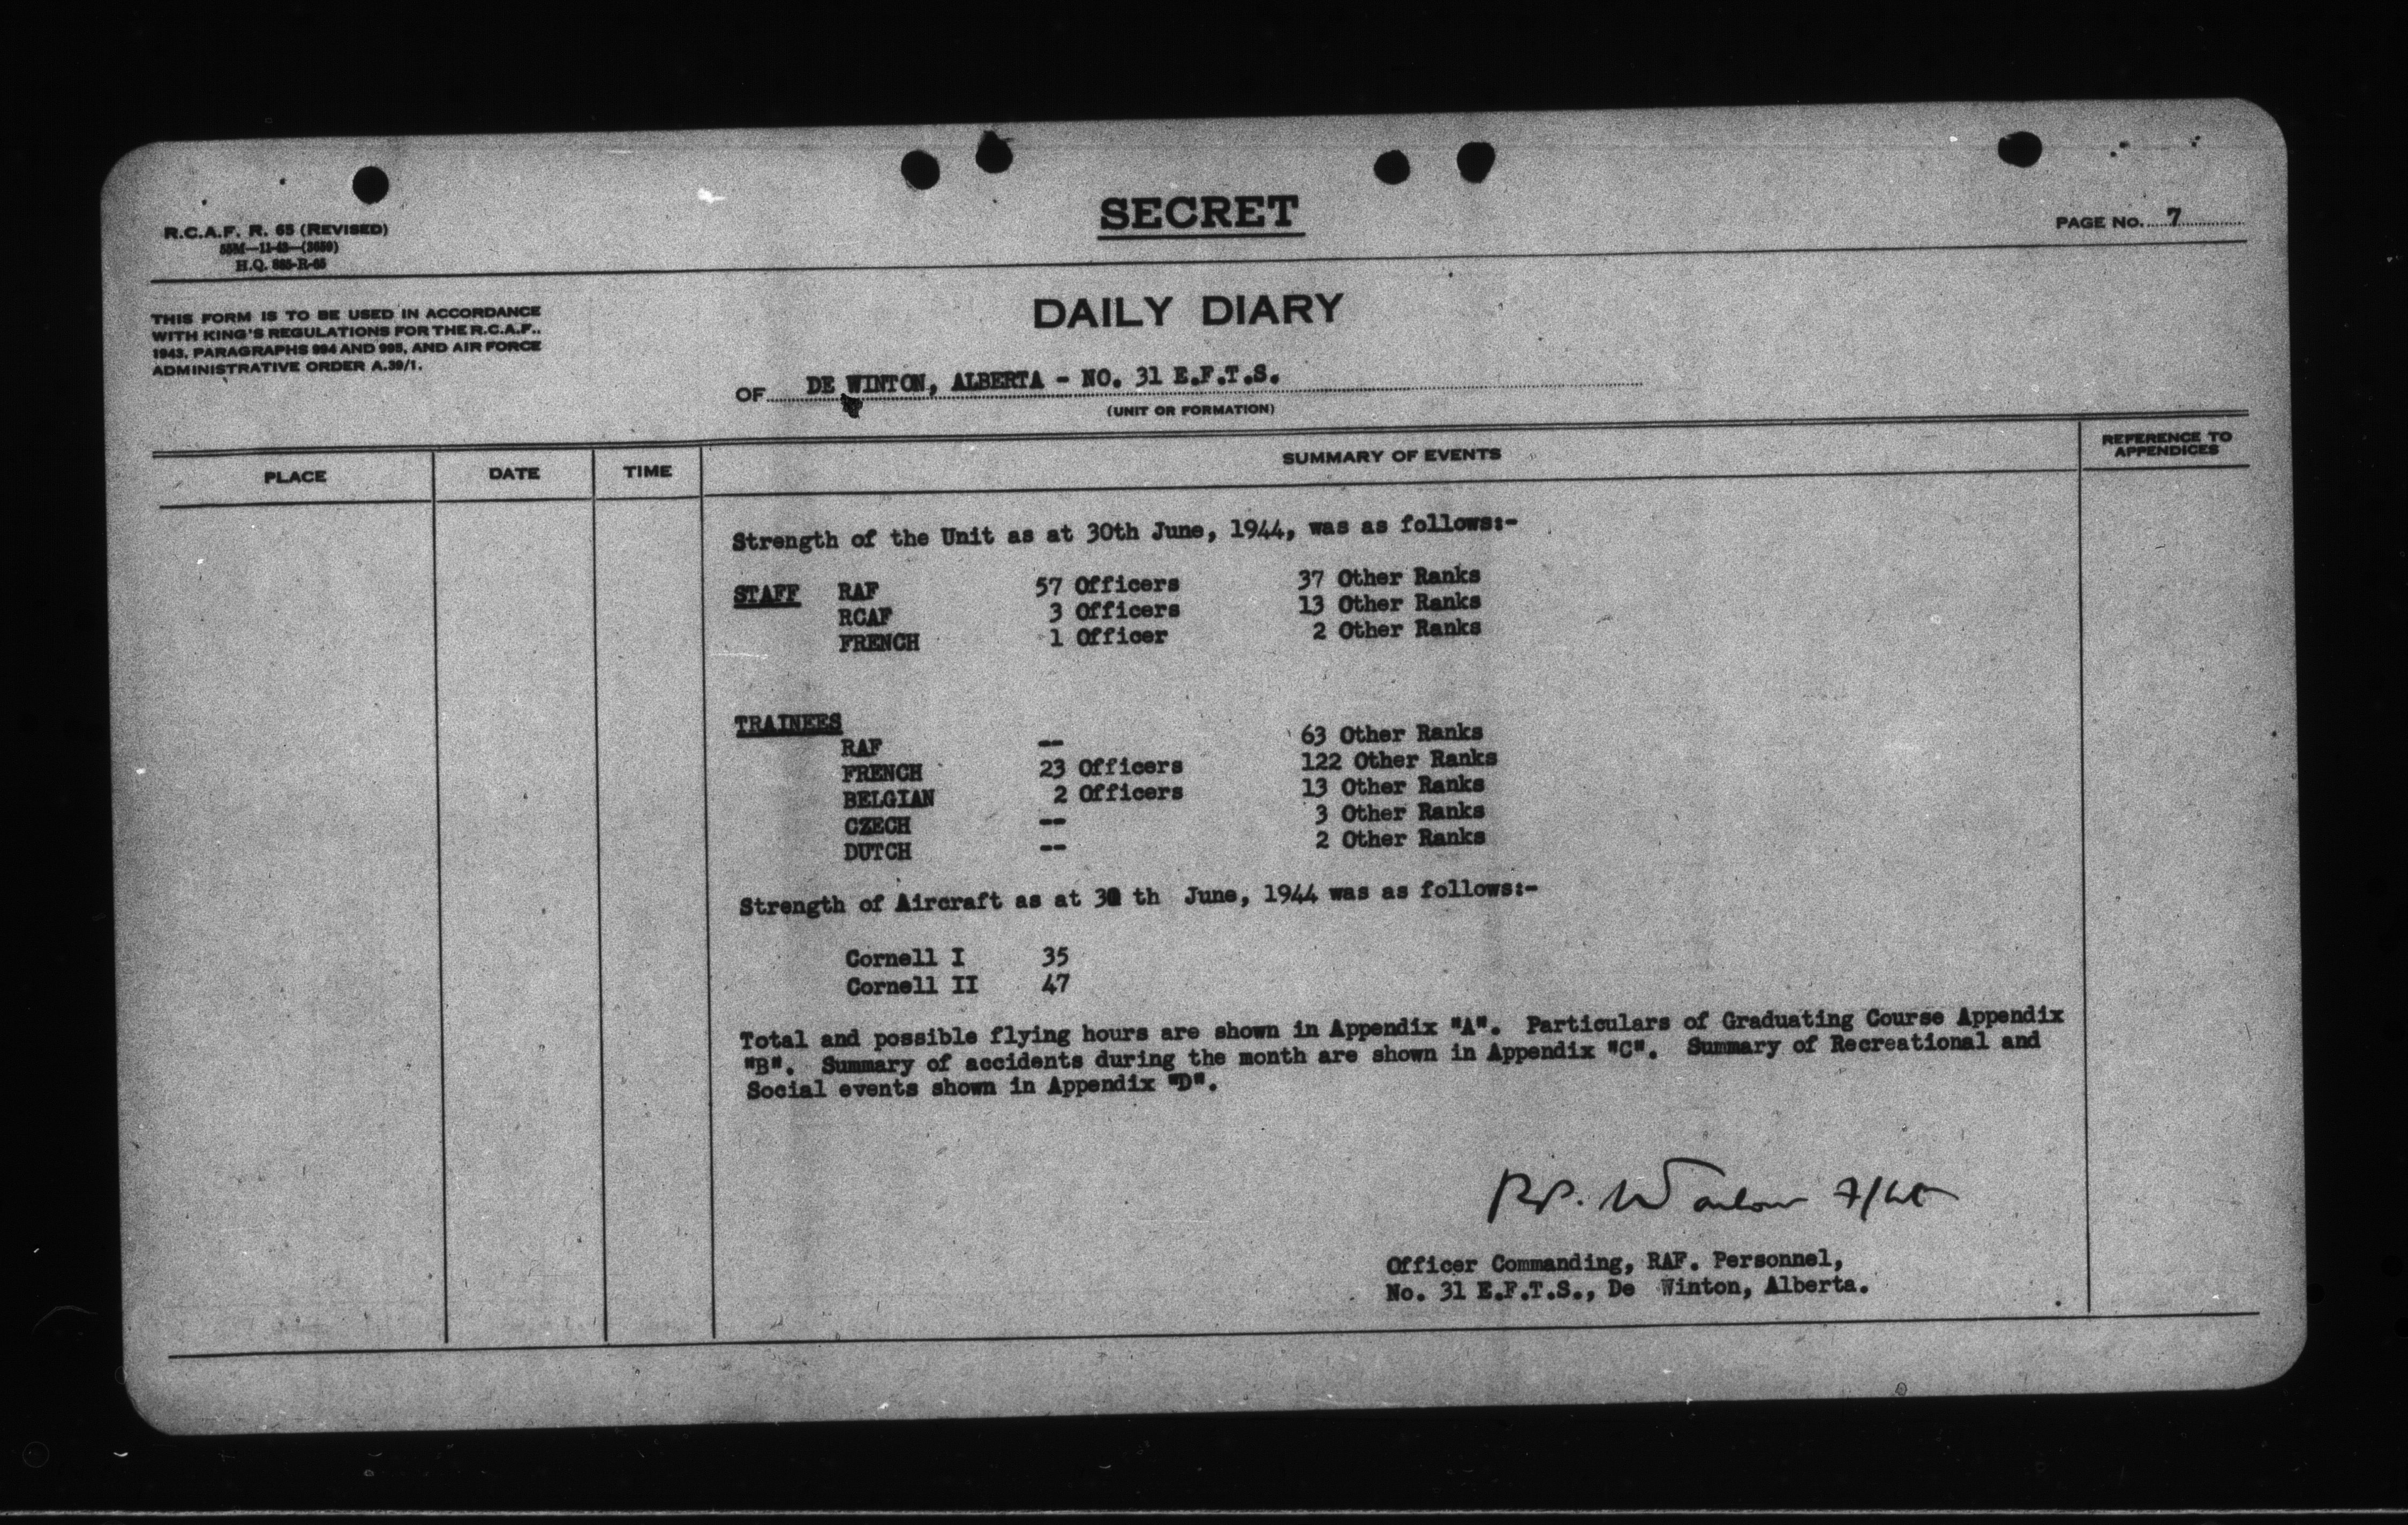 SECRET
R.C.A.F. R. 65 (REVISED)
H.Q. 885-R-65
PAGE No. 7
THIS FORM IS TO BE USED IN ACCORDANCE
WITH KING'S REGULATIONS FOR THE R.C.A.F.,
1943, PARAGRAPHS 994 AND 995, AND AIR FORCE
ADMINISTRATIVE ORDER A.39/1.
DAILY DIARY
OF DE WINTON, ALBERTA - NO. 31 E.F.T.S.
(UNIT OR FORMATION)
PLACE DATE TIME SUMMARY OF EVENTS REFERENCE TO APPENDICES
Strength of the Unit as at 30th June, 1944, was as follows:-
STAFF RAF 57 Officers 37 Other Ranks
RCAF 3 Officers 13 Other Ranks
FRENCH 1 Officer 2 Other Ranks
TRAINEES
RAF -- 63 Other Ranks
FRENCH 23 Officers 122 Other Ranks
BELGIAN 2 Officers 13 Other Ranks
CZECH -- 3 Other Ranks
DUTCH -- 2 Other Ranks
Strength of Aircraft as at 30 th June, 1944 was as follows:-
Cornell I 35
Cornell II 47
Total and possible flying hours are shown in Appendix "A". Particulars of Graduating Course Appendix
"B". Summary of accidents during the month are shown in Appendix "C". Summary of Recreational and
Social events shown in Appendix "D".
F/Lt
Officer Commanding, RAF. Personnel,
No. 31 E.F.T.S., De Winton, Alberta.